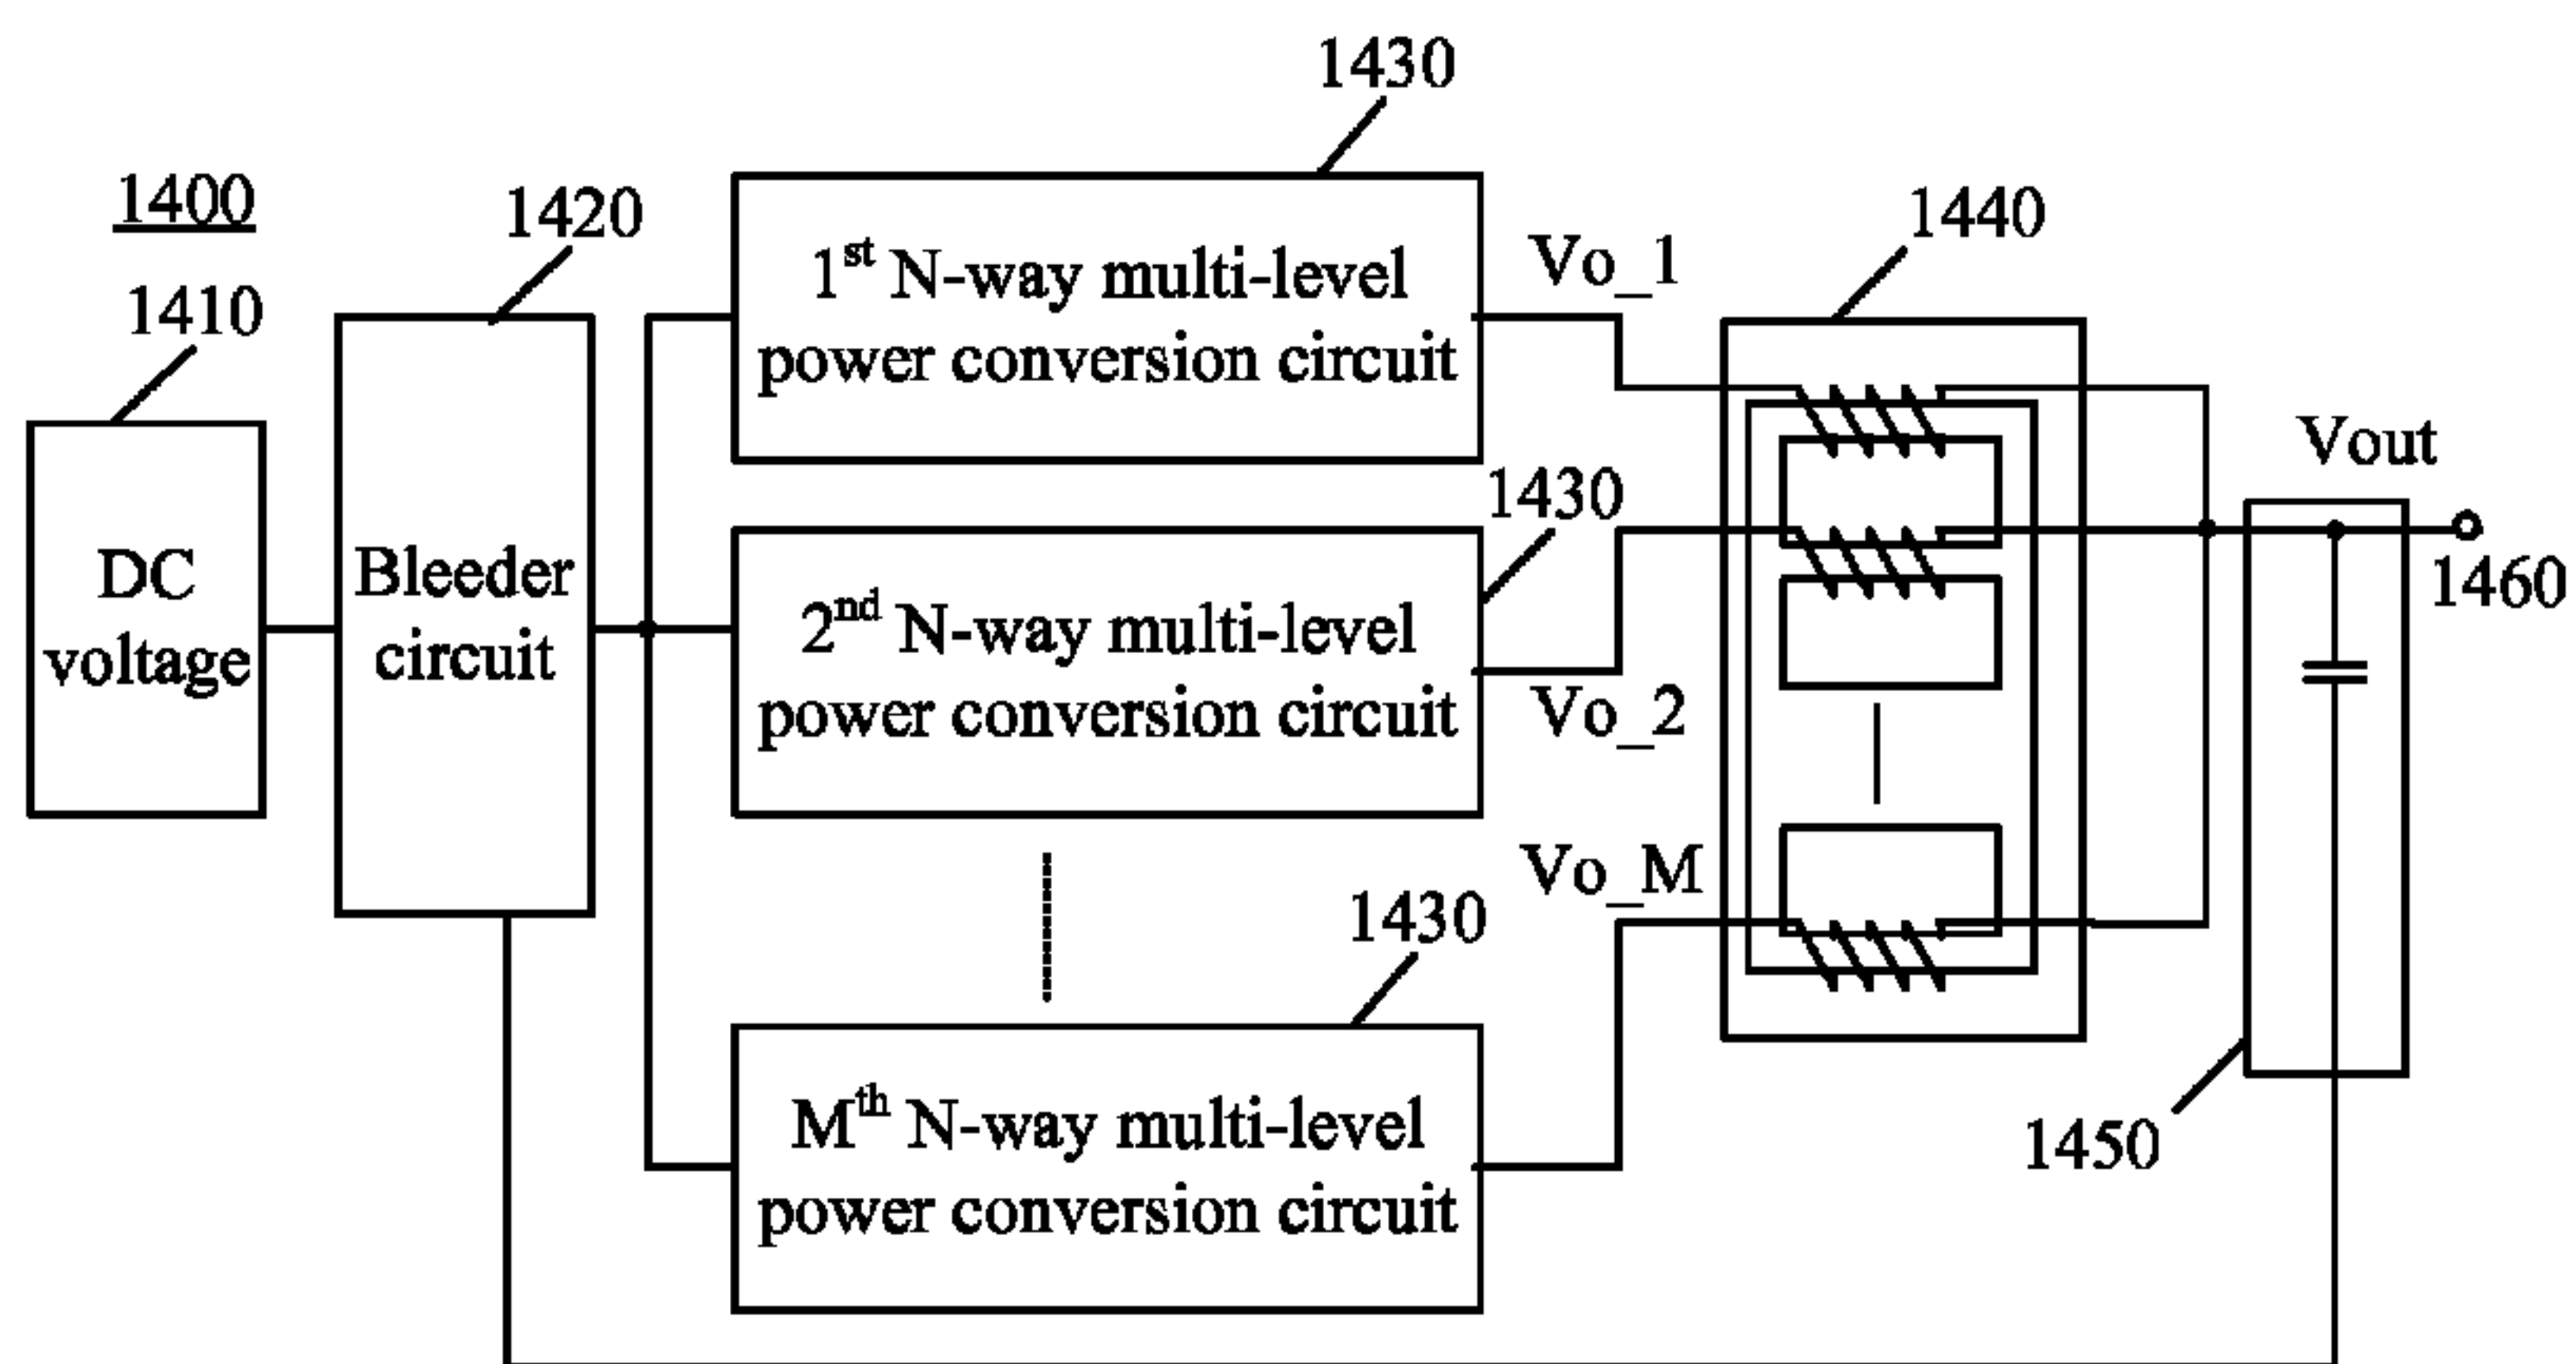 1430
1400
1420
1440
1410
1st N-way multi-level
power conversion circuit
Vo_1
Vout
1430
DC
voltage
Bleeder
circuit
2nd N-way multi-level
power conversion circuit
Vo_2
1460
Vo_M
1430
Mth N-way multi-level
power conversion circuit
1450